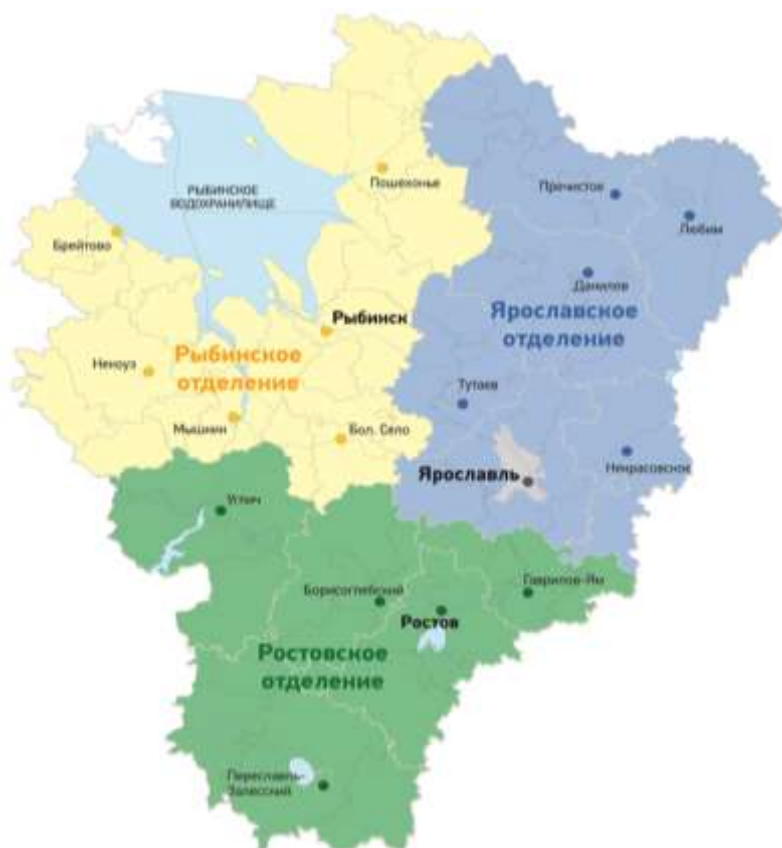 Пошехонье
Пречистое
РЫБИНСКОЕ
ВОДОХРАНИЛИЩЕ
Любим
Брейтово
Данилов
Рыбинск
Ярославское
отделение
Рыбинское
отделение
Некоуз
Тутаев
Мышкин
Бол. Село
Некрасовское
Ярославль
Углич
Борисоглебский
Гаврилов-Ям
Ростов
Ростовское
отделение
Переславль-
Залесский